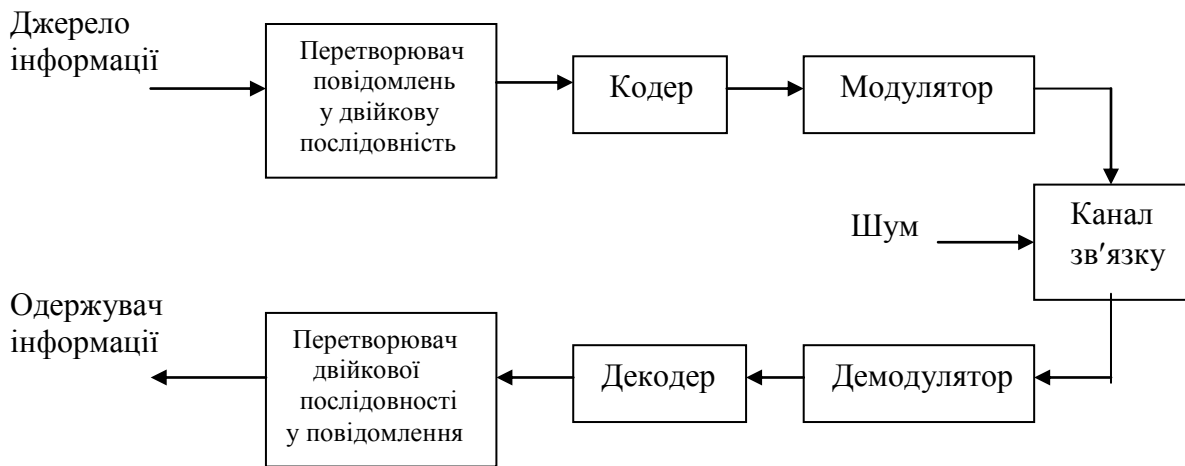 Джерело
інформації
Перетворювач
повідомлень
у двійкову
послідовність
Кодер
Модулятор
Шум
Канал
зв′язку
Одержувач
інформації
Перетворювач
двійкової
послідовності
у повідомлення
Декодер
Демодулятор